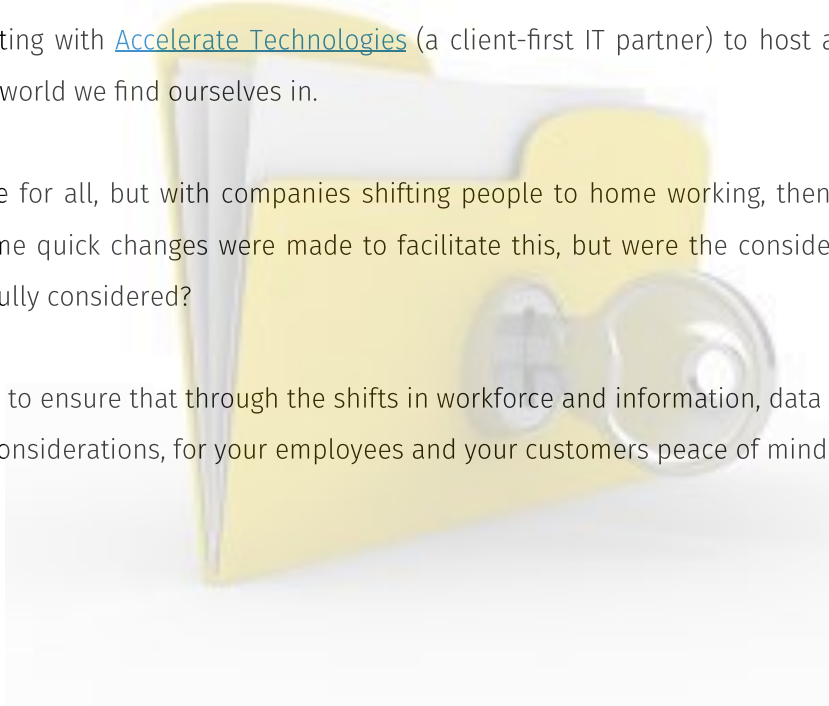 ting with Accelerate Technologies (a client-first IT partner) to host a
world we find ourselves in.
e for all, but with companies shifting people to home working, then
me quick changes were made to facilitate this, but were the conside
ully considered?
to ensure that through the shifts in workforce and information, data
onsiderations, for your employees and your customers peace of mind